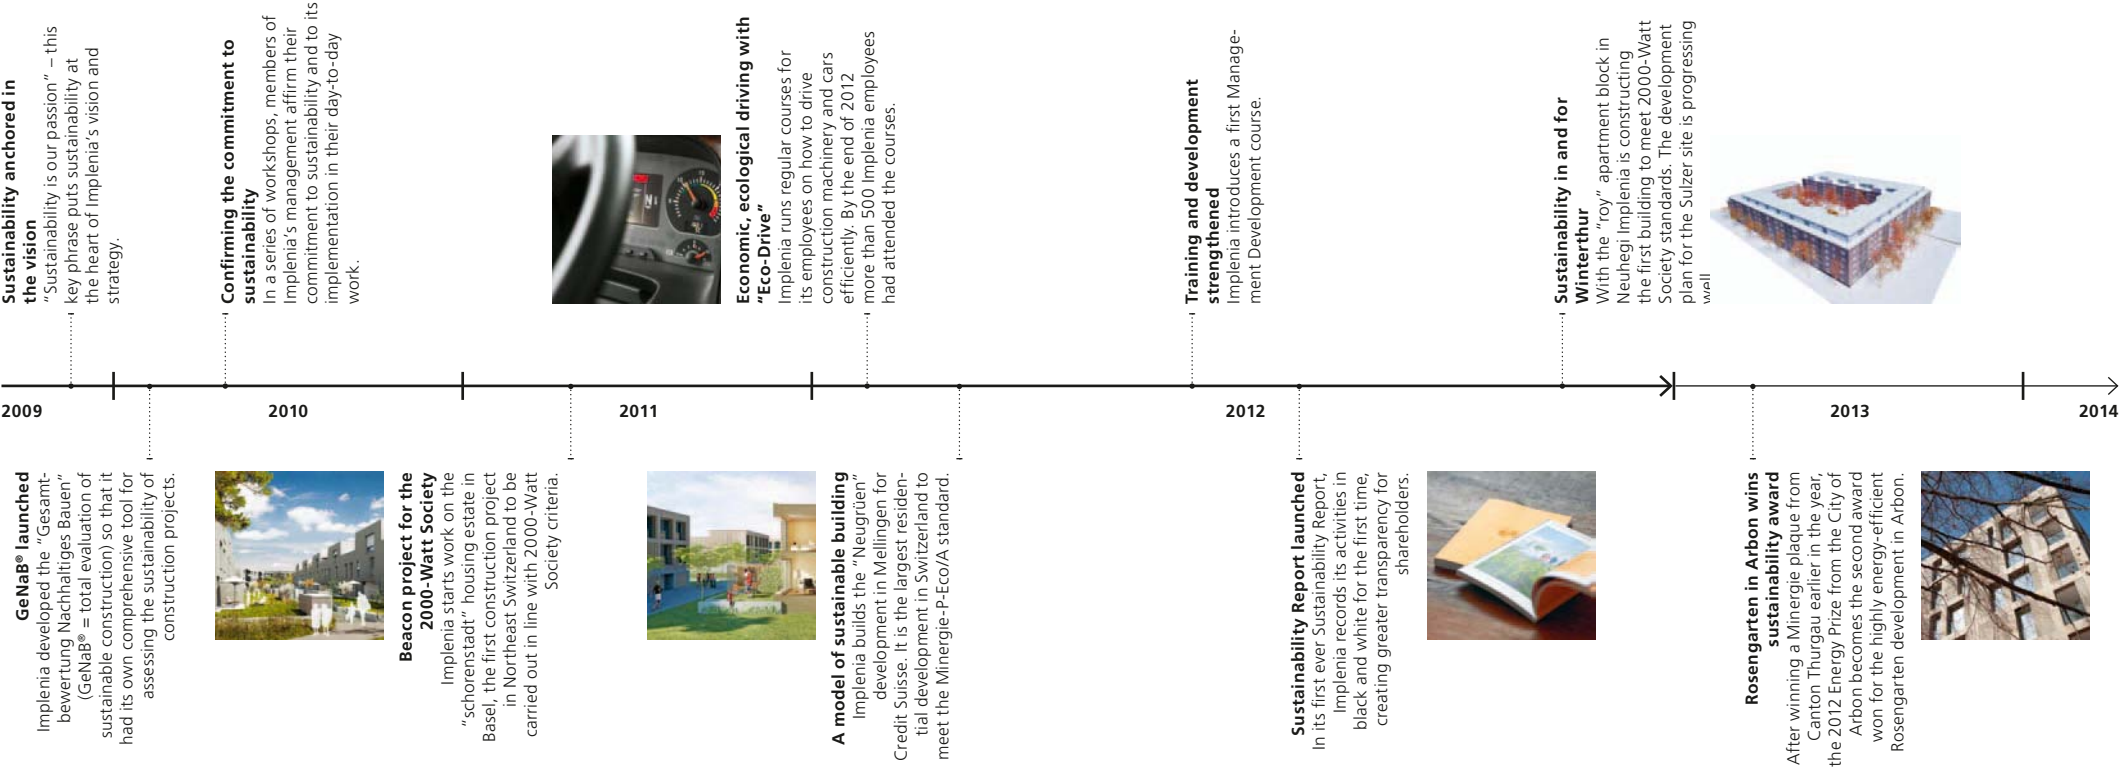 Sustainability anchored in
the vision
“Sustainability is our passion” – this
key phrase puts sustainability at
the heart of Implenia’s vision and
strategy.
Confirming the commitment to
sustainability
In a series of workshops, members of
Implenia’s management affirm their
commitment to sustainability and to its
implementation in their day-to-day
work.
Economic, ecological driving with
“Eco-Drive”
Implenia runs regular courses for
its employees on how to drive
construction machinery and cars
efficiently. By the end of 2012
more than 500 Implenia employees
had attended the courses.
Training and development
strengthened
Implenia introduces a first Manage-
ment Development course.
Sustainability in and for
Winterthur
With the “roy” apartment block in
Neuhegi Implenia is constructing
the first building to meet 2000-Watt
Society standards. The development
plan for the Sulzer site is progressing
well
2009
2010
2011
2012
2013
2014
GeNaB® launched
Implenia developed the “Gesamt-
bewertung Nachhaltiges Bauen”
(GeNaB® = total evaluation of
sustainable construction) so that it
had its own comprehensive tool for
assessing the sustainability of
construction projects.
Beacon project for the
2000-Watt Society
Implenia starts work on the
“schorenstadt” housing estate in
Basel, the first construction project
in Northeast Switzerland to be
carried out in line with 2000-Watt
Society criteria.
A model of sustainable building
Implenia builds the “Neugrüen”
development in Mellingen for
Credit Suisse. It is the largest residen-
tial development in Switzerland to
meet the Minergie-P-Eco/A standard.
Sustainability Report launched
In its first ever Sustainability Report,
Implenia records its activities in
black and white for the first time,
creating greater transparency for
shareholders.
Rosengarten in Arbon wins
sustainability award
After winning a Minergie plaque from
Canton Thurgau earlier in the year,
the 2012 Energy Prize from the City of
Arbon becomes the second award
won for the highly energy-efficient
Rosengarten development in Arbon.